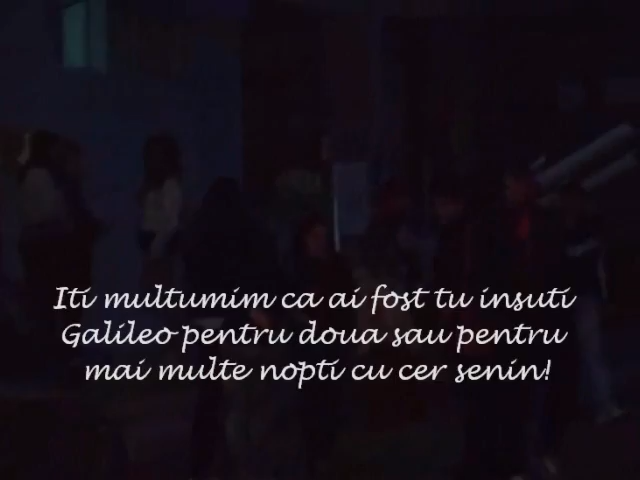 Iti multumim ca ai fost tu insuti
Galileo pentru doua sau pentru
mai multe nopti cu cer senin!